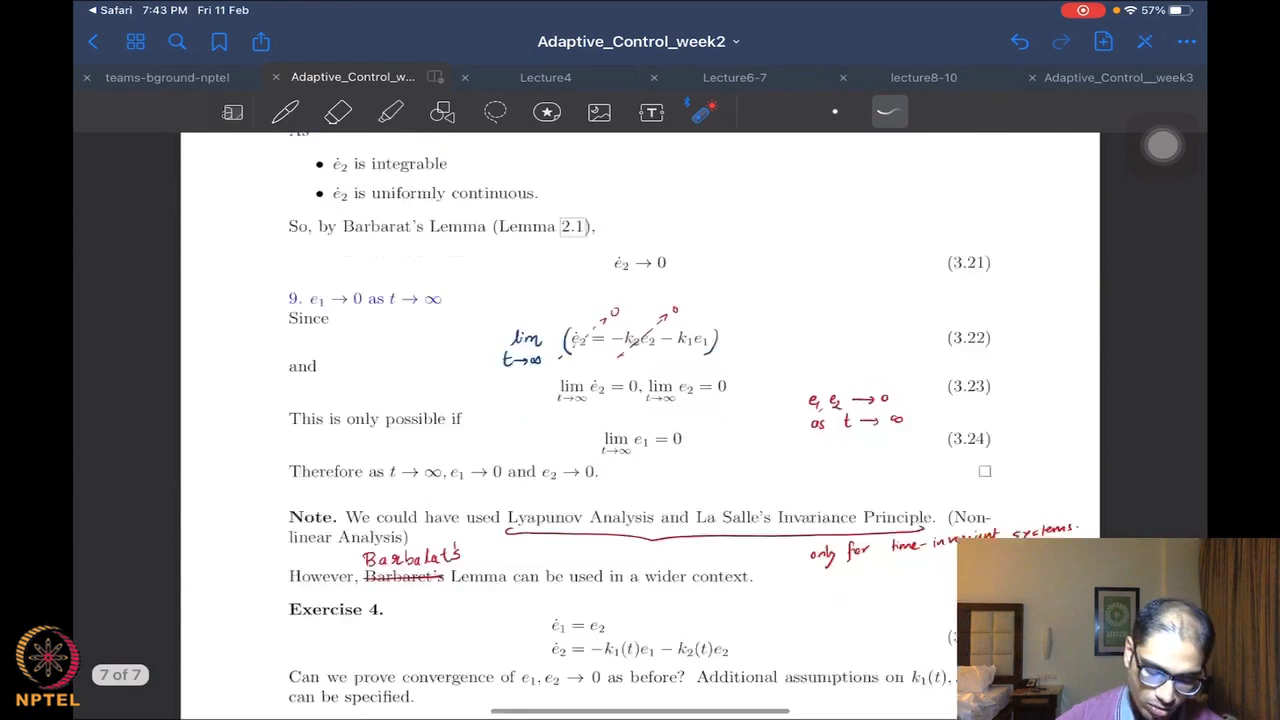 Safari 7:43 PM Fri 11 Feb 57%
Adaptive_Control_week2
teams-bground-nptel Adaptive_Control_w... Lecture4 Lecture6-7 lecture8-10 Adaptive_Control__week3
As
• ė₂ is integrable
• ė₂ is uniformly continuous.
So, by Barbarat's Lemma (Lemma 2.1),
ė₂ → 0 (3.21)
9. e₁ → 0 as t → ∞
Since
0 0
lim t→∞ (ė₂ = −k₂e₂ − k₁e₁) (3.22)
and
lim t→∞ ė₂ = 0, lim t→∞ e₂ = 0 (3.23)
e₁, e₂ → 0
as t → ∞
This is only possible if
lim t→∞ e₁ = 0 (3.24)
Therefore as t → ∞, e₁ → 0 and e₂ → 0. □
Note. We could have used Lyapunov Analysis and La Salle's Invariance Principle. (Non-
linear Analysis)
only for time-invariant systems.
Barbalat's
However, Barbaret's Lemma can be used in a wider context.
Exercise 4.
ė₁ = e₂
ė₂ = −k₁(t)e₁ − k₂(t)e₂
Can we prove convergence of e₁, e₂ → 0 as before? Additional assumptions on k₁(t),
can be specified.
7 of 7
NPTEL